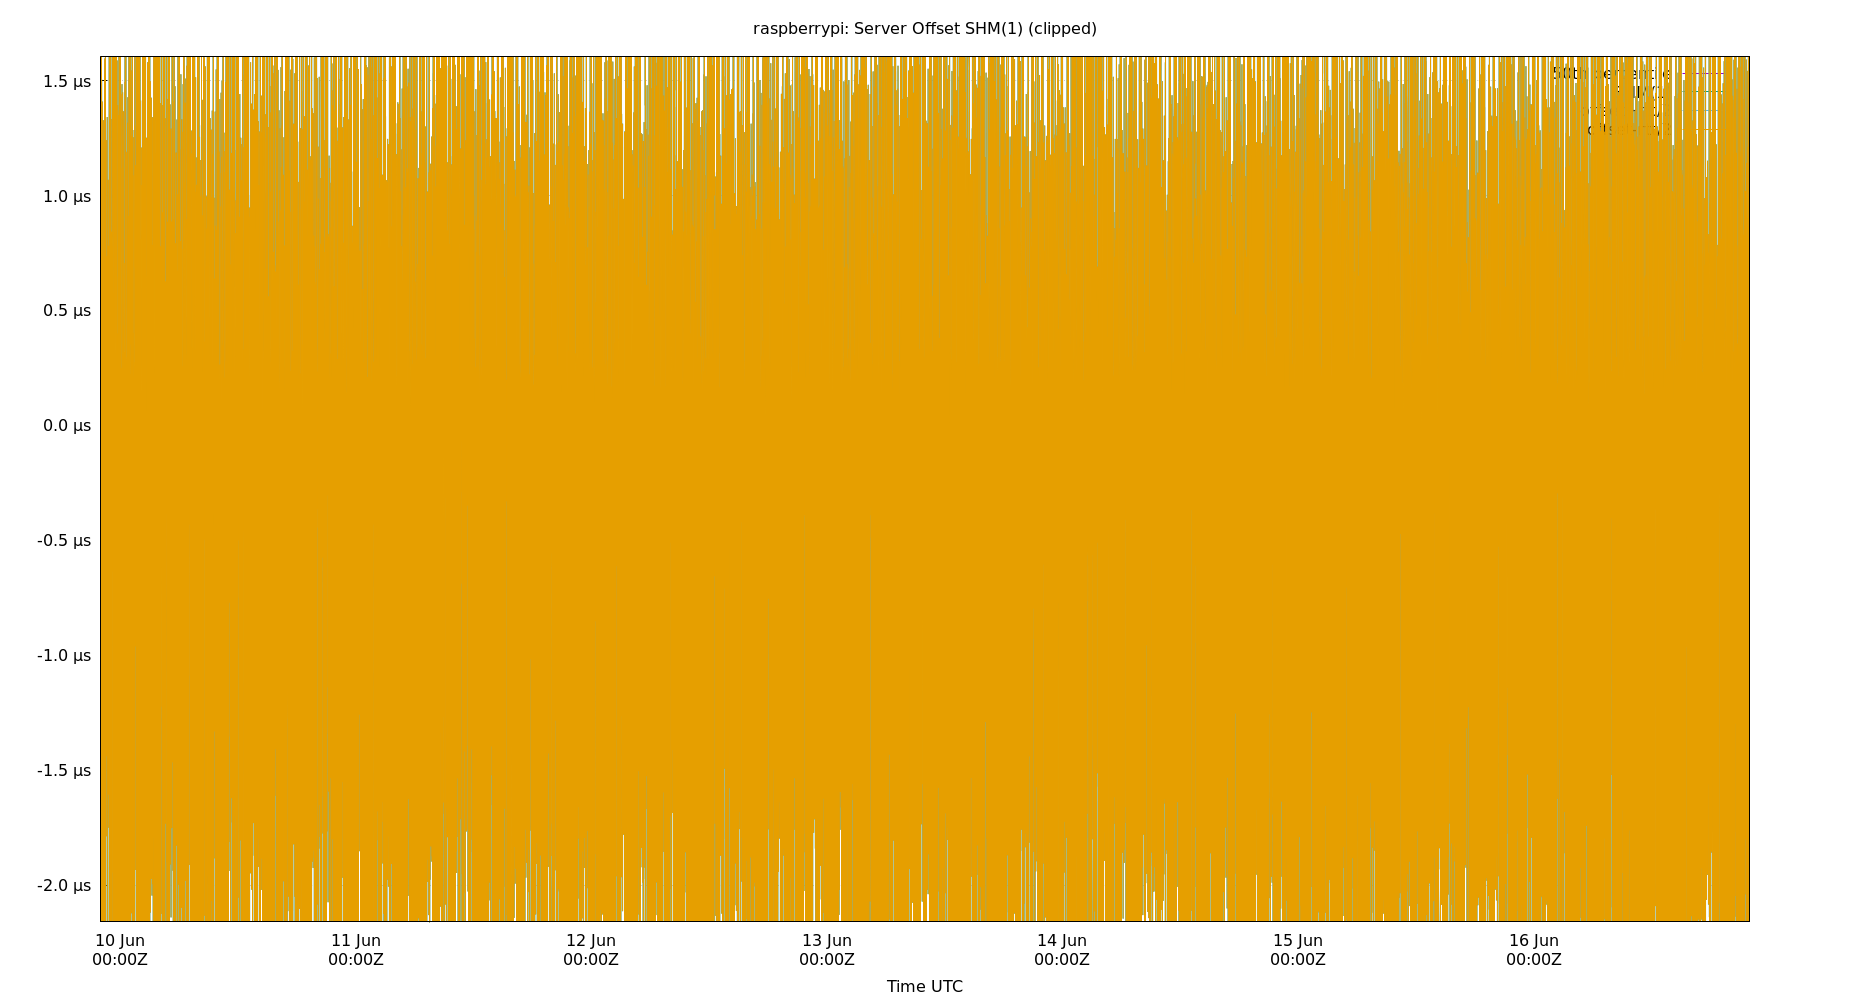 raspberrypi: Server Offset SHM(1) (clipped)
1.5 µs
1.0 µs
0.5 µs
0.0 µs
-0.5 µs
-1.0 µs
-1.5 µs
-2.0 µs
10 Jun 11 Jun 12 Jun 13 Jun 14 Jun 15 Jun 16 Jun
00:00Z 00:00Z 00:00Z 00:00Z 00:00Z 00:00Z 00:00Z
Time UTC